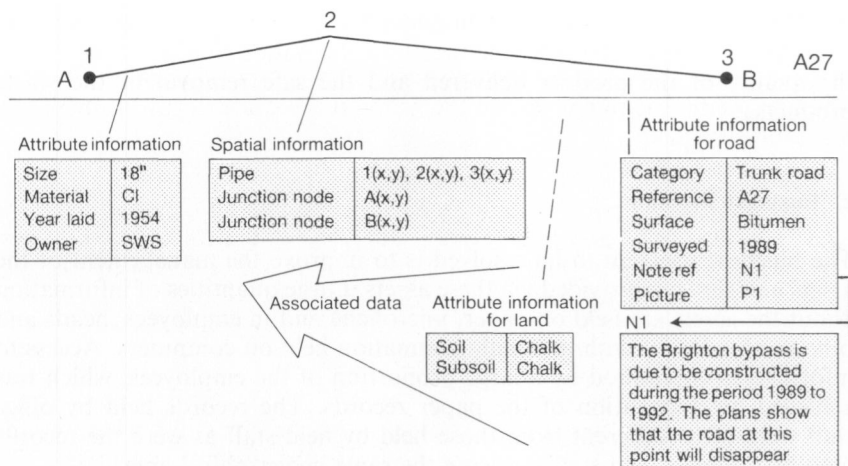 2
1
3
A27
A
B
Attribute information
Size 18"
Material CI
Year laid 1954
Owner SWS
Spatial information
Pipe 1(x,y), 2(x,y), 3(x,y)
Junction node A(x,y)
Junction node B(x,y)
Attribute information
for road
Category Trunk road
Reference A27
Surface Bitumen
Surveyed 1989
Note ref N1
Picture P1
Associated data
Attribute information
for land
Soil Chalk
Subsoil Chalk
N1
The Brighton bypass is
due to be constructed
during the period 1989 to
1992. The plans show
that the road at this
point will disappear